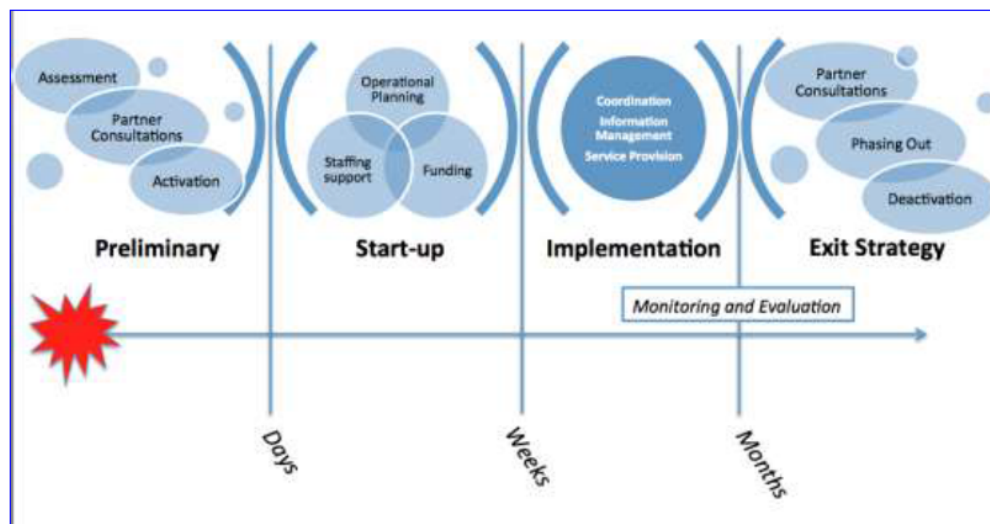 Assessment
Partner
Consultations
Activation
Operational
Planning
Staffing
support
Funding
Coordination
Information
Management
Service Provision
Partner
Consultations
Phasing Out
Deactivation
Preliminary
Start-up
Implementation
Exit Strategy
Monitoring and Evaluation
Days
Weeks
Months